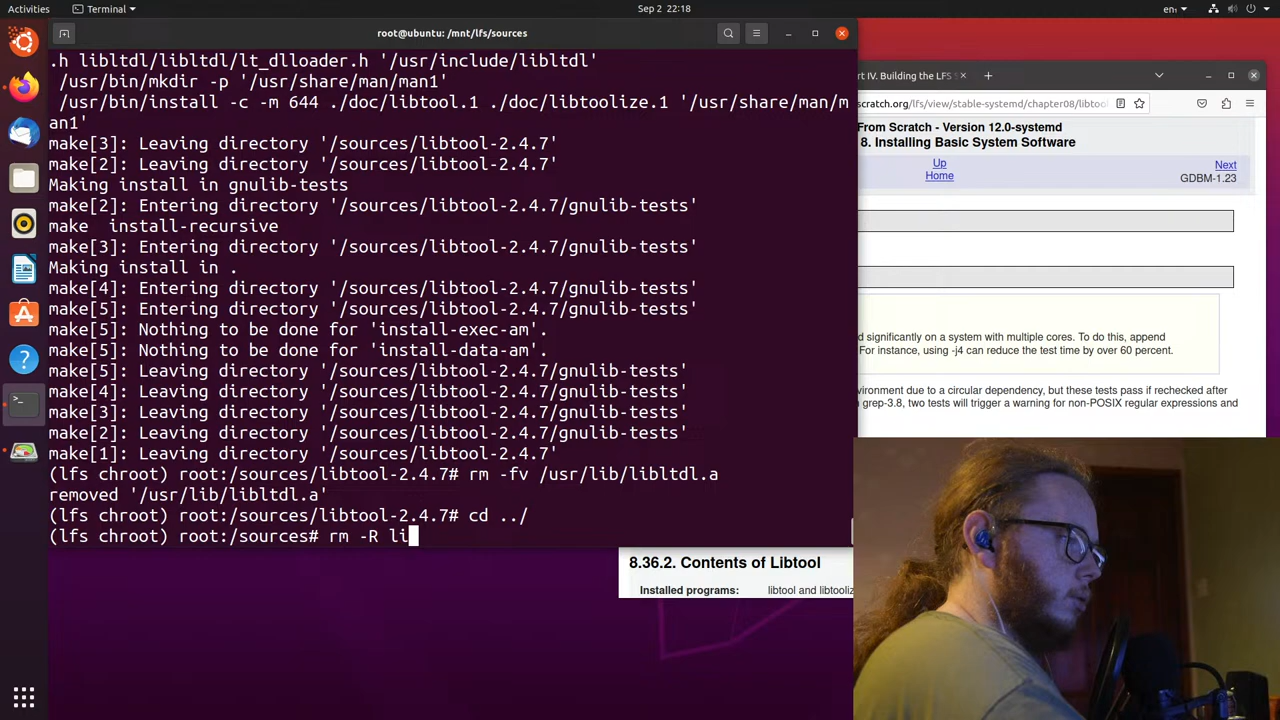 Activities
Terminal
Sep 2 22:18
en
root@ubuntu: /mnt/lfs/sources
.h libltdl/libltdl/lt_dlloader.h '/usr/include/libltdl'
/usr/bin/mkdir -p '/usr/share/man/man1'
/usr/bin/install -c -m 644 ./doc/libtool.1 ./doc/libtoolize.1 '/usr/share/man/m
an1'
make[3]: Leaving directory '/sources/libtool-2.4.7'
make[2]: Leaving directory '/sources/libtool-2.4.7'
Making install in gnulib-tests
make[2]: Entering directory '/sources/libtool-2.4.7/gnulib-tests'
make  install-recursive
make[3]: Entering directory '/sources/libtool-2.4.7/gnulib-tests'
Making install in .
make[4]: Entering directory '/sources/libtool-2.4.7/gnulib-tests'
make[5]: Entering directory '/sources/libtool-2.4.7/gnulib-tests'
make[5]: Nothing to be done for 'install-exec-am'.
make[5]: Nothing to be done for 'install-data-am'.
make[5]: Leaving directory '/sources/libtool-2.4.7/gnulib-tests'
make[4]: Leaving directory '/sources/libtool-2.4.7/gnulib-tests'
make[3]: Leaving directory '/sources/libtool-2.4.7/gnulib-tests'
make[2]: Leaving directory '/sources/libtool-2.4.7/gnulib-tests'
make[1]: Leaving directory '/sources/libtool-2.4.7'
(lfs chroot) root:/sources/libtool-2.4.7# rm -fv /usr/lib/libltdl.a
removed '/usr/lib/libltdl.a'
(lfs chroot) root:/sources/libtool-2.4.7# cd ../
(lfs chroot) root:/sources# rm -R li
art IV. Building the LFS S
scratch.org/lfs/view/stable-systemd/chapter08/libtool
From Scratch - Version 12.0-systemd
8. Installing Basic System Software
Up
Next
Home
GDBM-1.23
d significantly on a system with multiple cores. To do this, append
For instance, using -j4 can reduce the test time by over 60 percent.
vironment due to a circular dependency, but these tests pass if rechecked after
n grep-3.8, two tests will trigger a warning for non-POSIX regular expressions and
8.36.2. Contents of Libtool
Installed programs:
libtool and libtooliz